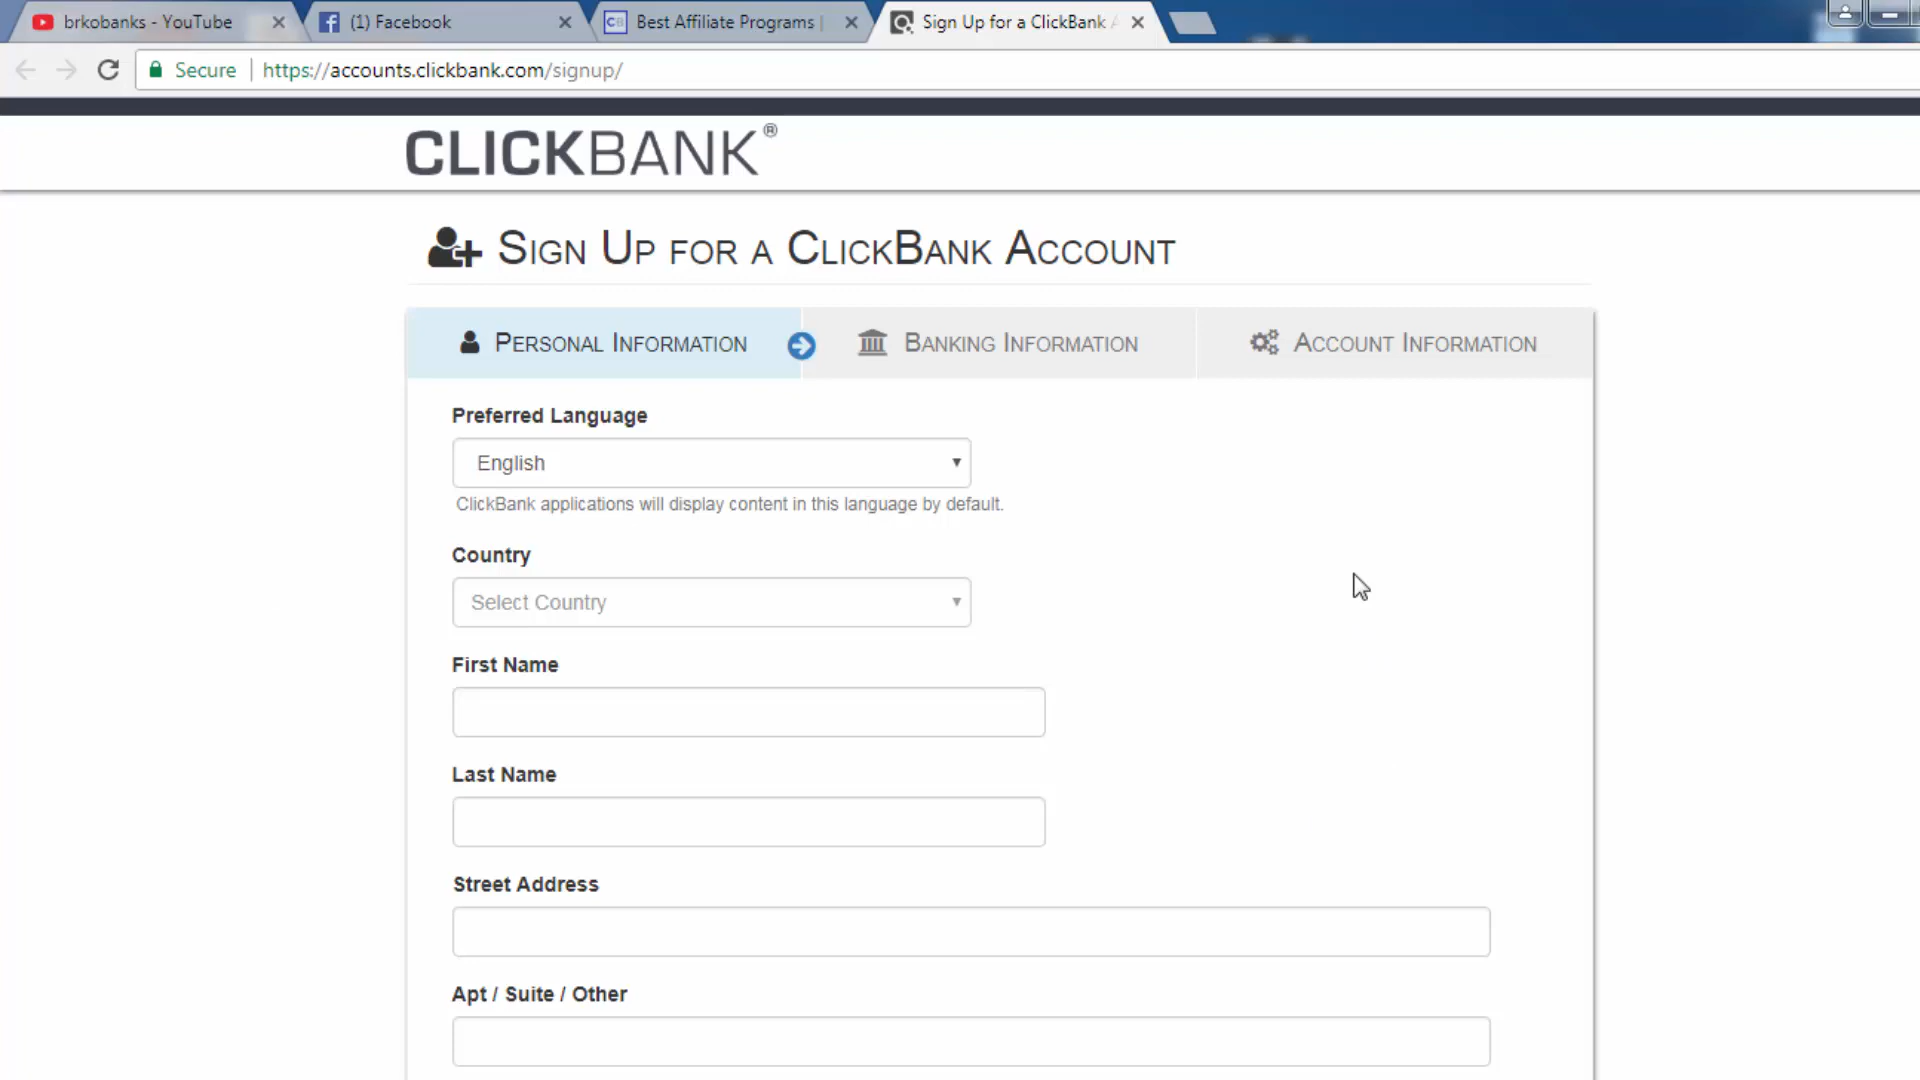 brkobanks - YouTube
(1) Facebook
CB Best Affiliate Programs |
Sign Up for a ClickBank A
Secure https://accounts.clickbank.com/signup/
CLICKBANK®
SIGN UP FOR A CLICKBANK ACCOUNT
PERSONAL INFORMATION
BANKING INFORMATION
ACCOUNT INFORMATION
Preferred Language
English
ClickBank applications will display content in this language by default.
Country
Select Country
First Name
Last Name
Street Address
Apt / Suite / Other